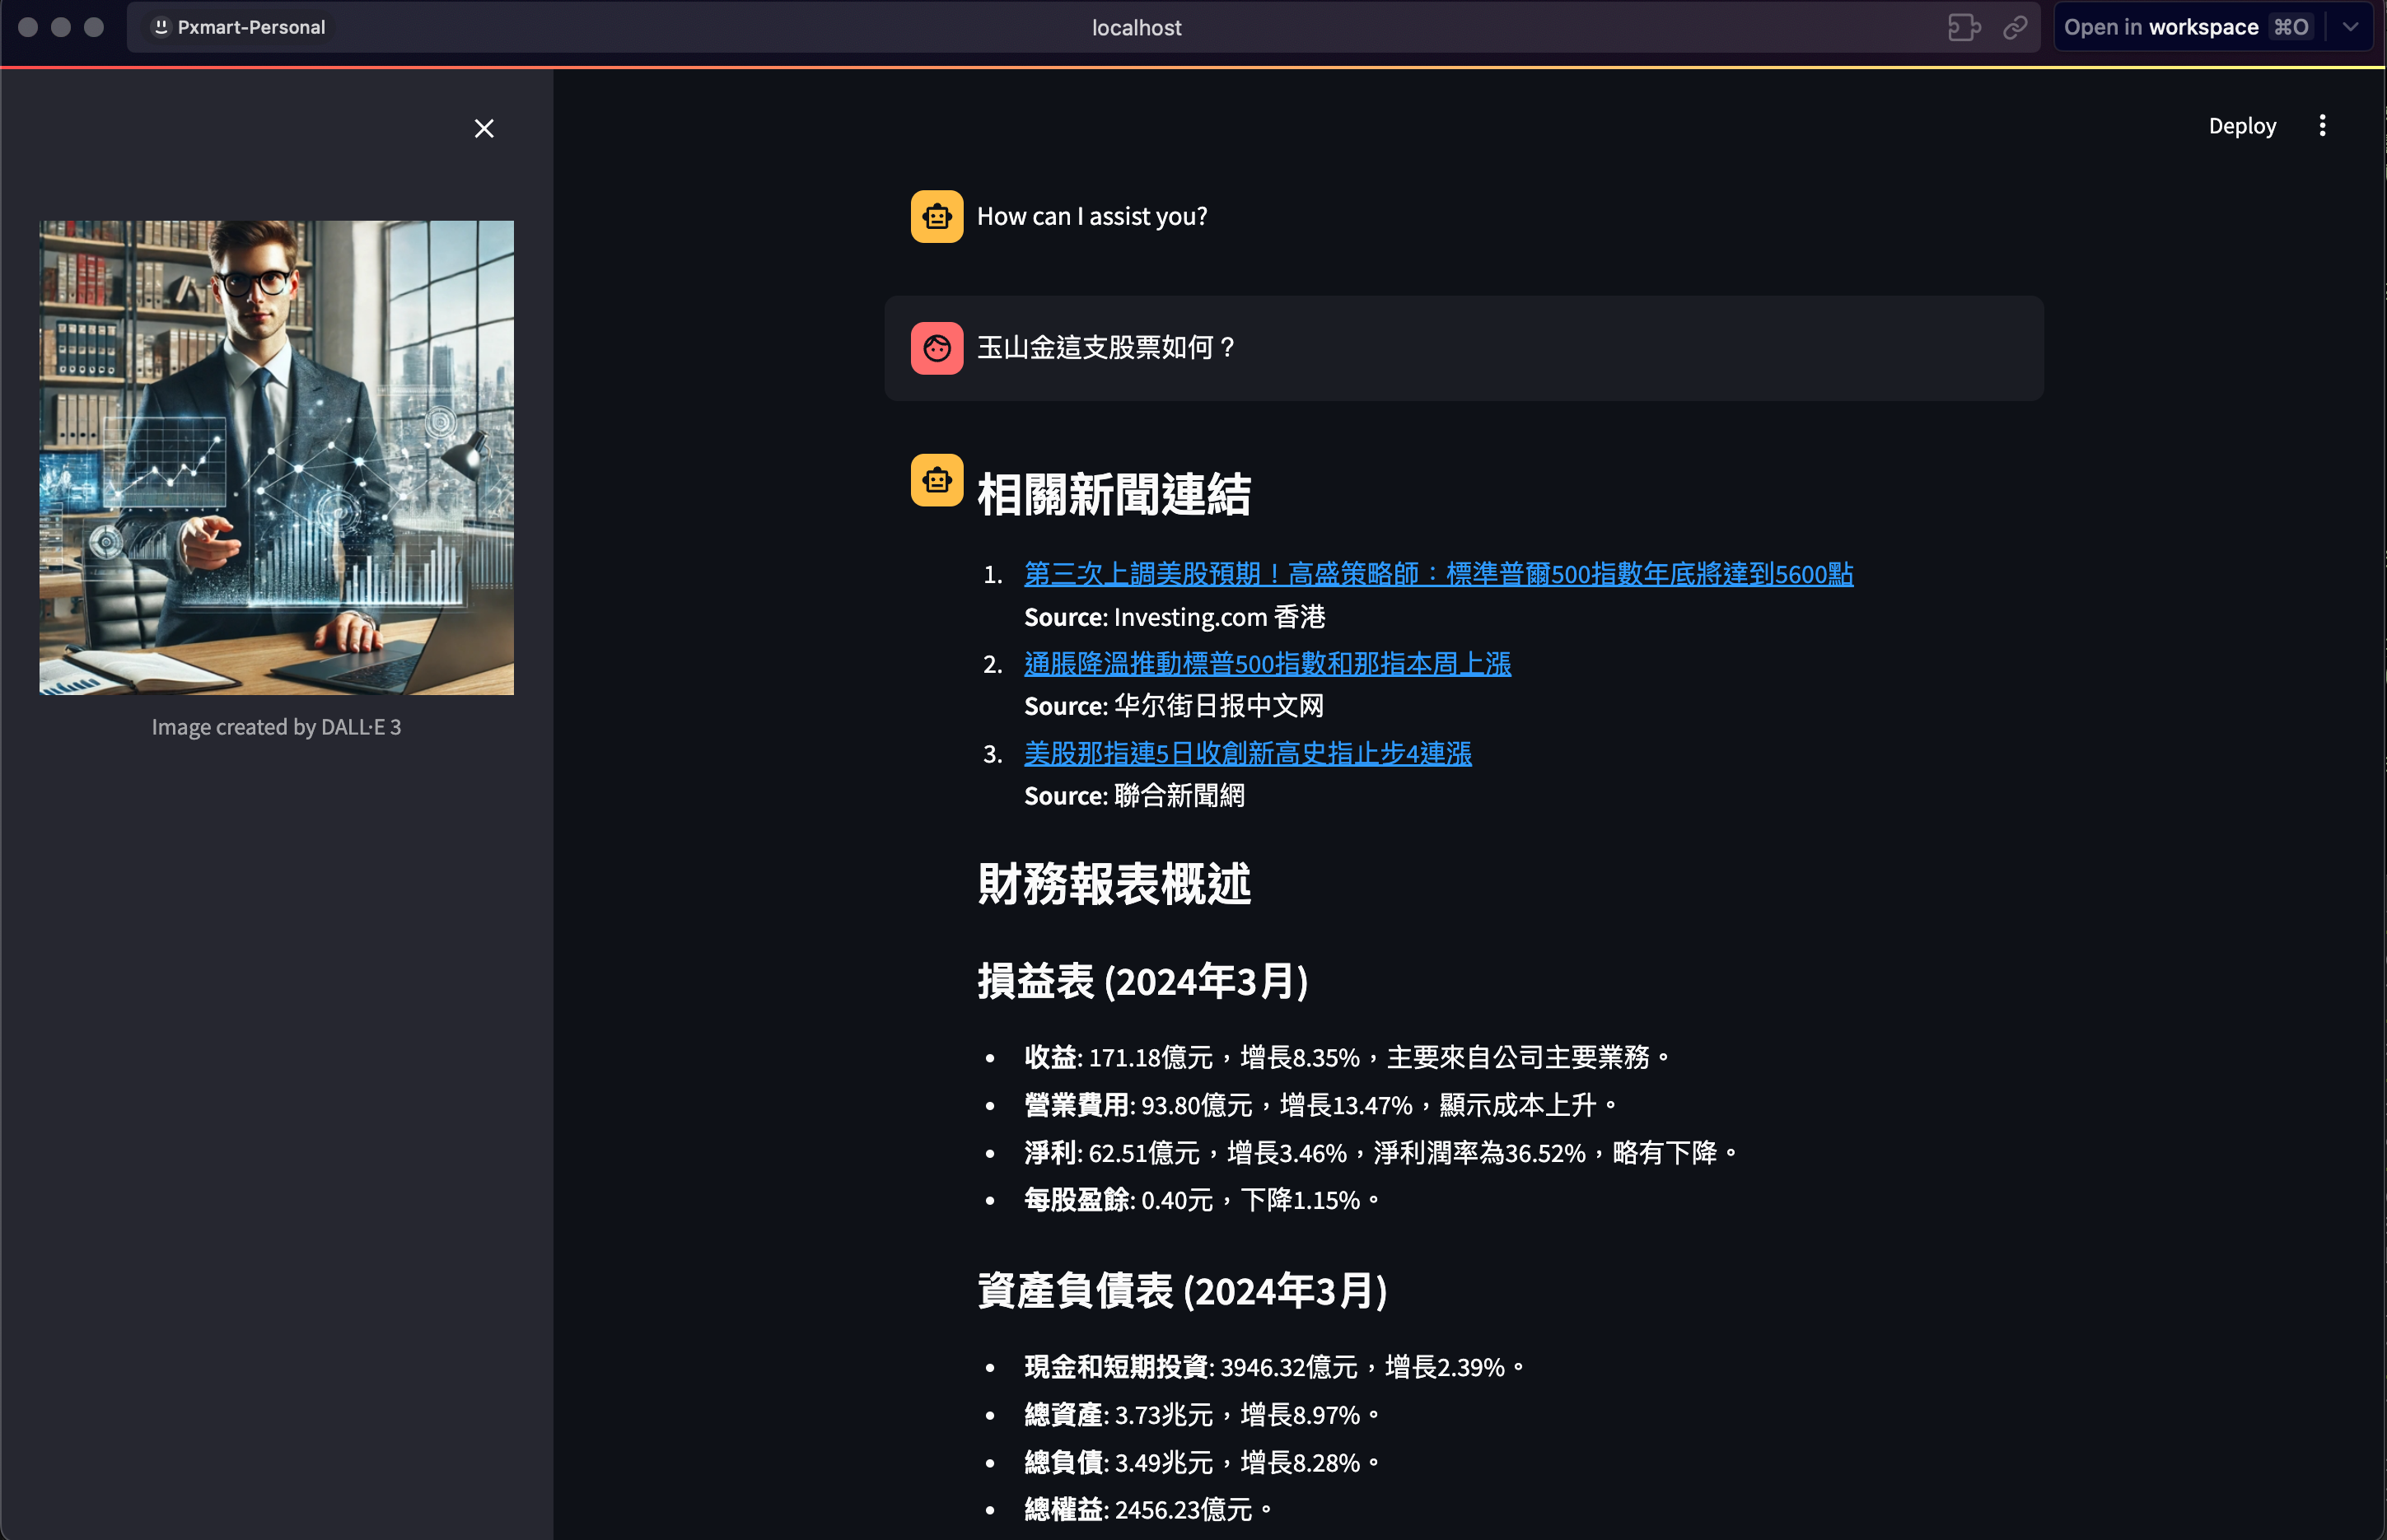 Pxmart-Personal
localhost
Open in workspace ⌘O
Deploy
Image created by DALL·E 3
How can I assist you?
玉山金這支股票如何？
相關新聞連結
1. 第三次上調美股預期！高盛策略師：標準普爾500指數年底將達到5600點
Source: Investing.com 香港
2. 通脹降溫推動標普500指數和那指本周上漲
Source: 华尔街日报中文网
3. 美股那指連5日收創新高史指止步4連漲
Source: 聯合新聞網
財務報表概述
損益表 (2024年3月)
• 收益: 171.18億元，增長8.35%，主要來自公司主要業務。
• 營業費用: 93.80億元，增長13.47%，顯示成本上升。
• 淨利: 62.51億元，增長3.46%，淨利潤率為36.52%，略有下降。
• 每股盈餘: 0.40元，下降1.15%。
資產負債表 (2024年3月)
• 現金和短期投資: 3946.32億元，增長2.39%。
• 總資產: 3.73兆元，增長8.97%。
• 總負債: 3.49兆元，增長8.28%。
• 總權益: 2456.23億元。